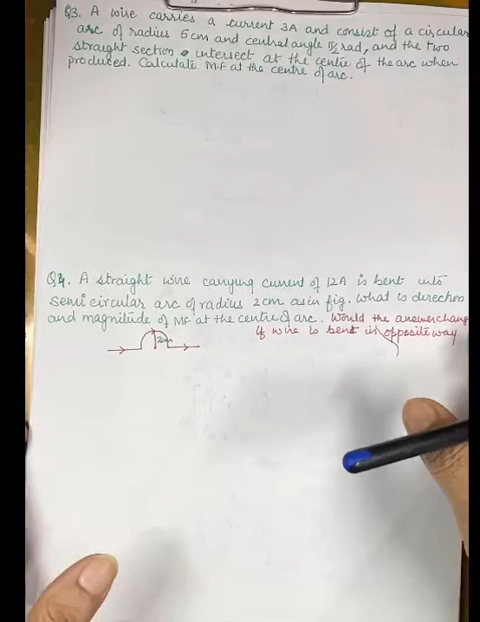 Q3. A wire carries a current 3A and consist of a circular
arc of radius 5cm and central angle π/2 rad, and the two
straight section intersect at the centre of the arc when
produced. Calculate M.F at the centre of arc.
Q4. A straight wire carrying current of 12A is bent into
semi circular arc of radius 2cm as in fig. What is direction
and magnitude of MF at the centre of arc. Would the answer chang
if wire is bent in opposite way
2cm